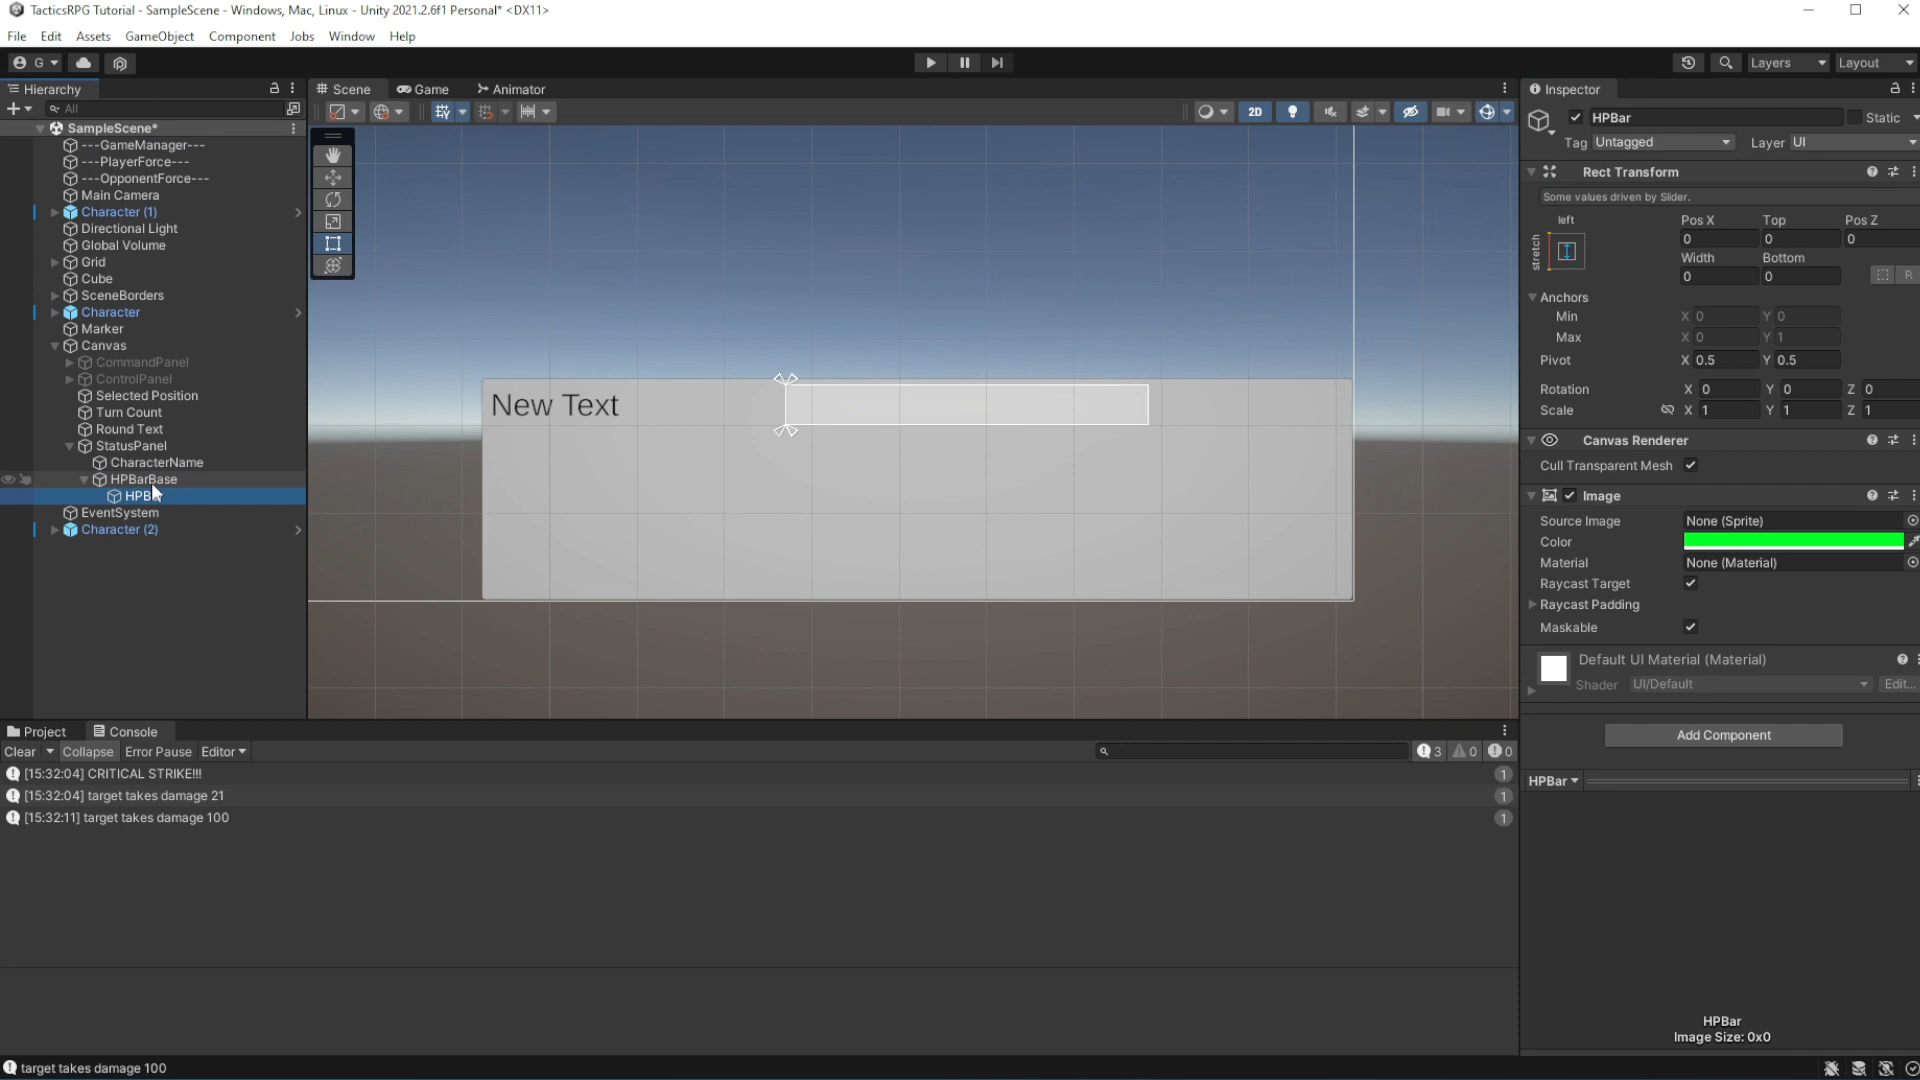 TacticsRPG Tutorial - SampleScene - Windows, Mac, Linux - Unity 2021.2.6f1 Personal* <DX11>
File Edit Assets GameObject Component Jobs Window Help
G Layers Layout
Hierarchy
All
SampleScene*
---GameManager---
---PlayerForce---
---OpponentForce---
Main Camera
Character (1)
Directional Light
Global Volume
Grid
Cube
SceneBorders
Character
Marker
Canvas
CommandPanel
ControlPanel
Selected Position
Turn Count
Round Text
StatusPanel
CharacterName
HPBarBase
HPB
EventSystem
Character (2)
Scene Game Animator
2D
New Text
Inspector
HPBar Static
Tag Untagged Layer UI
Rect Transform
Some values driven by Slider.
left Pos X Top Pos Z
stretch 0 0 0
Width Bottom
0 0 R
Anchors
Min X 0 Y 0
Max X 0 Y 1
Pivot X 0.5 Y 0.5
Rotation X 0 Y 0 Z 0
Scale X 1 Y 1 Z 1
Canvas Renderer
Cull Transparent Mesh
Image
Source Image None (Sprite)
Color
Material None (Material)
Raycast Target
Raycast Padding
Maskable
Default UI Material (Material)
Shader UI/Default Edit...
Add Component
HPBar
HPBar
Image Size: 0x0
Project Console
Clear Collapse Error Pause Editor 3 0 0
[15:32:04] CRITICAL STRIKE!!! 1
[15:32:04] target takes damage 21 1
[15:32:11] target takes damage 100 1
target takes damage 100